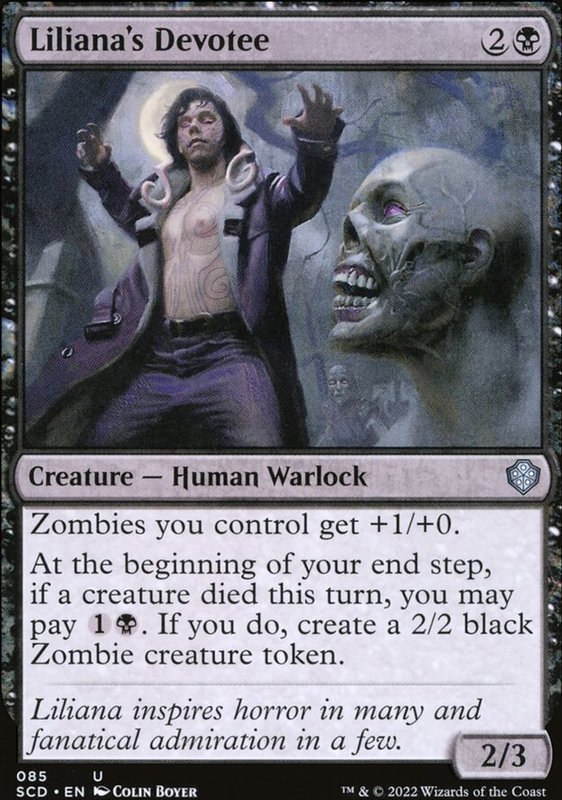 Liliana's Devotee 2
Creature — Human Warlock
Zombies you control get +1/+0.
At the beginning of your end step,
if a creature died this turn, you may
pay 1 . If you do, create a 2/2 black
Zombie creature token.
Liliana inspires horror in many and
fanatical admiration in a few.
2/3
085 U
SCD • EN Colin Boyer
™ & © 2022 Wizards of the Coast